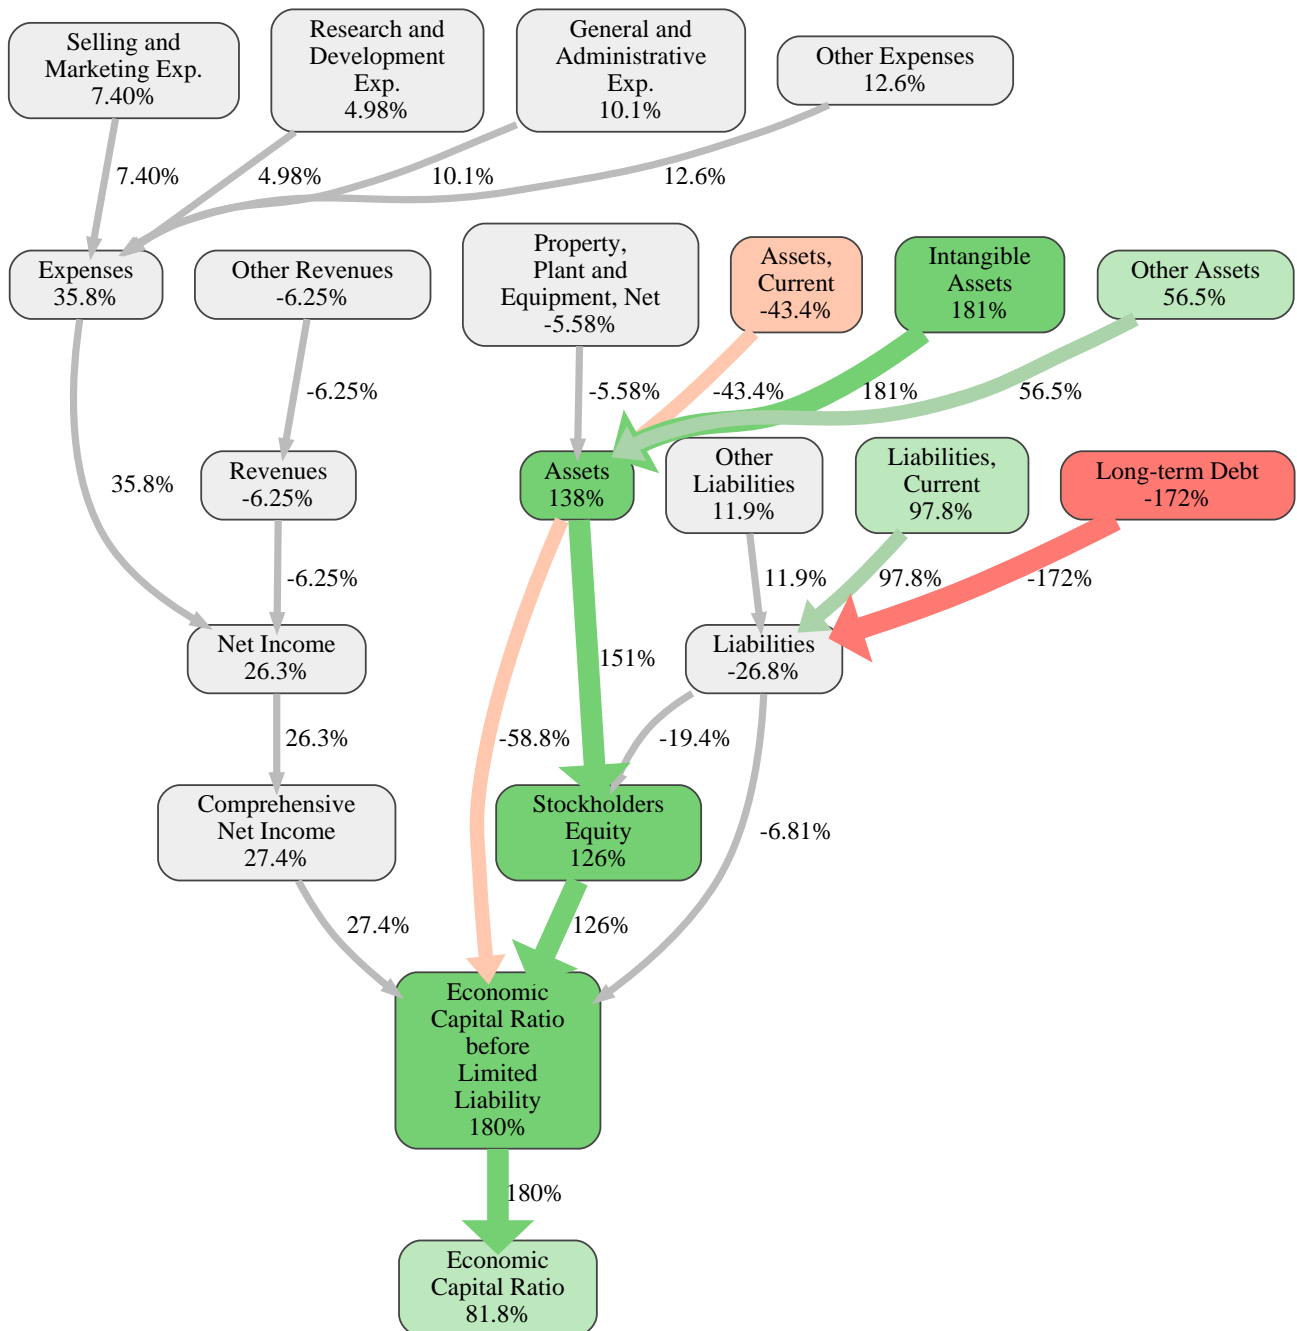 Selling and
Marketing Exp.
7.40%
Research and
Development
Exp.
4.98%
General and
Administrative
Exp.
10.1%
Other Expenses
12.6%
7.40%
4.98%
10.1%
12.6%
Expenses
35.8%
Other Revenues
-6.25%
Property,
Plant and
Equipment, Net
-5.58%
Assets,
Current
-43.4%
Intangible
Assets
181%
Other Assets
56.5%
-6.25%
-5.58%
-43.4%
181%
56.5%
35.8%
Revenues
-6.25%
Assets
138%
Other
Liabilities
11.9%
Liabilities,
Current
97.8%
Long-term Debt
-172%
-6.25%
11.9%
97.8%
-172%
Net Income
26.3%
151%
Liabilities
-26.8%
26.3%
-58.8%
-19.4%
Comprehensive
Net Income
27.4%
Stockholders
Equity
126%
-6.81%
27.4%
126%
Economic
Capital Ratio
before
Limited
Liability
180%
180%
Economic
Capital Ratio
81.8%